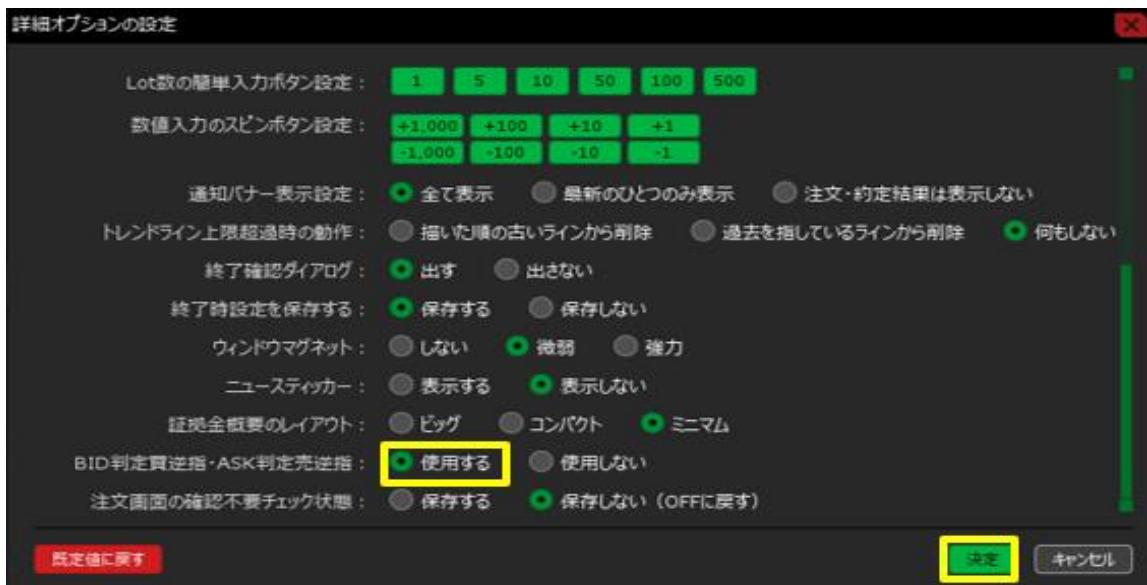 詳細オプションの設定
Lot数の簡単入力ボタン設定： 1 5 10 50 100 500
数値入力のスピンボタン設定： +1,000 +100 +10 +1
-1,000 -100 -10 -1
通知バナー表示設定： 全て表示 最新のひとつのみ表示 注文・約定結果は表示しない
トレンドライン上限超過時の動作： 描いた順の古いラインから削除 過去を指しているラインから削除 何もしない
終了確認ダイアログ： 出す 出さない
終了時設定を保存する： 保存する 保存しない
ウィンドウマグネット： しない 微弱 強力
ニュースティッカー： 表示する 表示しない
証拠金概要のレイアウト： ビッグ コンパクト ミニマム
BID判定買逆指・ASK判定売逆指： 使用する 使用しない
注文画面の確認不要チェック状態： 保存する 保存しない（OFFに戻す）
既定値に戻す 決定 キャンセル